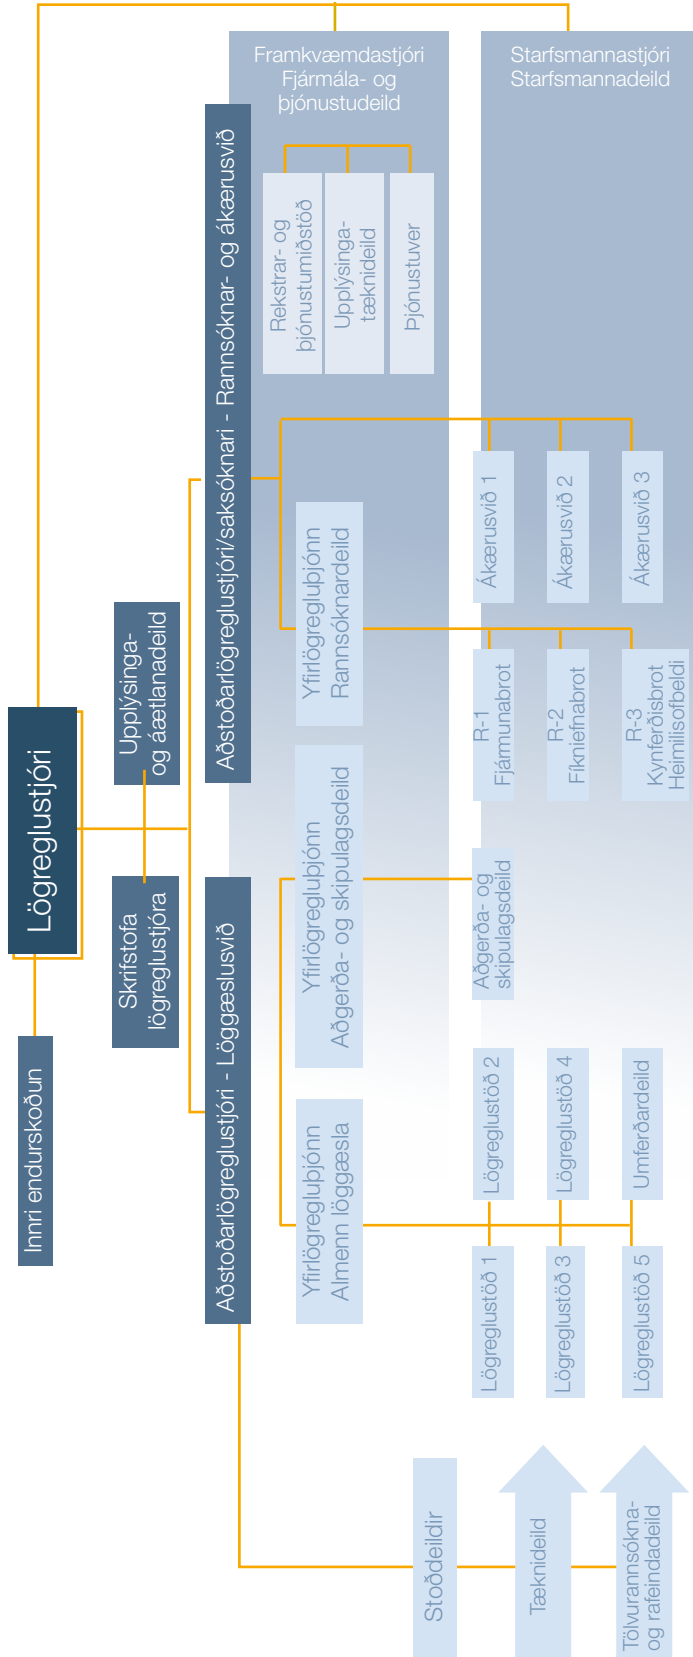 Lögreglustjóri
Innri endurskoðun
Skrifstofa
lögreglustjóra
Upplýsinga-
og áætlanadeild
Aðstoðarlögreglustjóri - Löggæslusvið
Aðstoðarlögreglustjóri/saksóknari - Rannsóknar- og ákærusvið
Framkvæmdastjóri
Fjármála- og
þjónustudeild
Starfsmannastjóri
Starfsmannadeild
Rekstrar- og
þjónustumiðstöð
Upplýsinga-
tæknideild
Þjónustuver
Yfirlögregluþjónn
Almenn löggæsla
Yfirlögregluþjónn
Aðgerða- og skipulagsdeild
Yfirlögregluþjónn
Rannsóknardeild
Stoðdeildir
Tæknideild
Tölvurannsókna-
og rafeindadeild
Lögreglustöð 1
Lögreglustöð 2
Lögreglustöð 3
Lögreglustöð 4
Lögreglustöð 5
Umferðardeild
Aðgerða- og
skipulagsdeild
R-1
Fjármunabrot
R-2
Fíkniefnabrot
R-3
Kynferðisbrot
Heimilisofbeldi
Ákærusvið 1
Ákærusvið 2
Ákærusvið 3